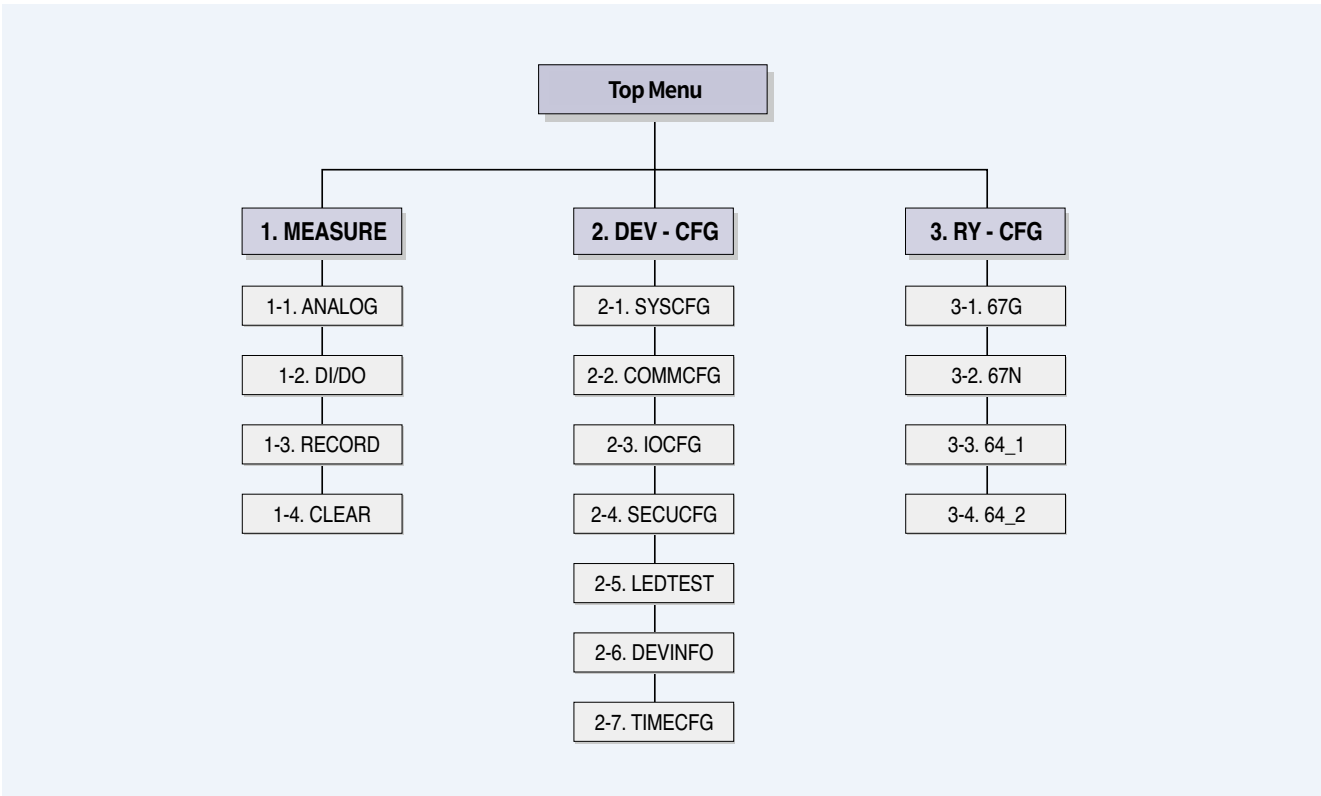 Top Menu
1. MEASURE
1-1. ANALOG
1-2. DI/DO
1-3. RECORD
1-4. CLEAR
2. DEV - CFG
2-1. SYSCFG
2-2. COMMCFG
2-3. IOCFG
2-4. SECUCFG
2-5. LEDTEST
2-6. DEVINFO
2-7. TIMECFG
3. RY - CFG
3-1. 67G
3-2. 67N
3-3. 64_1
3-4. 64_2